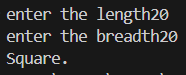 enter the length20
enter the breadth20
Square.